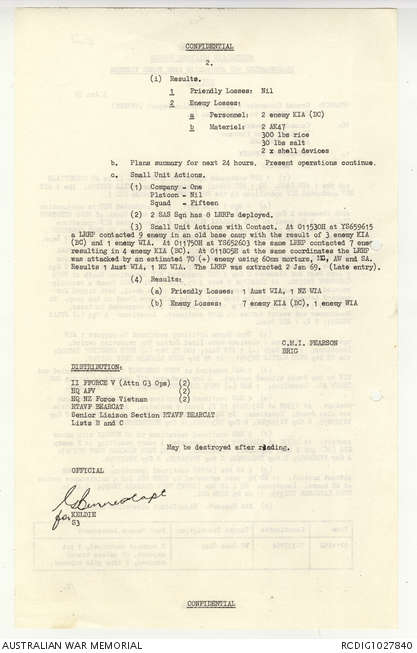 CONFIDENTIAL
2.
(i) Results.
1 Friendly Losses: Nil
2 Enemy Losses:
a Personnel: 2 enemy KIA (BC)
b Materiel: 2 AK47
300 lbs rice
30 lbs salt
2 x shell devices
b. Plans summary for next 24 hours. Present operations continue.
c. Small Unit Actions.
(1) Company - One
Platoon - Nil
Squad - Fifteen
(2) 2 SAS Sqn has 8 LRRPs deployed.
(3) Small Unit Actions with Contact. At 011530H at YS659615
a LRRP contacted 9 enemy in an old base camp with the result of 3 enemy KIA
(BC) and 1 enemy WIA. At 011750H at YS652603 the same LRRP contacted 7 enemy
resulting in 4 enemy KIA (BC). At 011805H at the same coordinates the LRRP
was attacked by an estimated 70 (+) enemy using 60mm mortars, MG, AW and SA.
Results 1 Aust WIA, 1 NZ WIA. The LRRP was extracted 2 Jan 69. (Late entry).
(4) Results:
(a) Friendly Losses: 1 Aust WIA, 1 NZ WIA
(b) Enemy Losses: 7 enemy KIA (BC), 1 enemy WIA
C.M.I. PEARSON
BRIG
DISTRIBUTION:
II FFORCE V (Attn G3 Ops) (2)
HQ AFV (2)
HQ NZ Force Vietnam (2)
RTAVF BEARCAT
Senior Liaison Section RTAVF BEARCAT
Lists B and C
May be destroyed after reading.
OFFICIAL
for KELDIE
S3
CONFIDENTIAL
AUSTRALIAN WAR MEMORIAL
RCDIG1027840